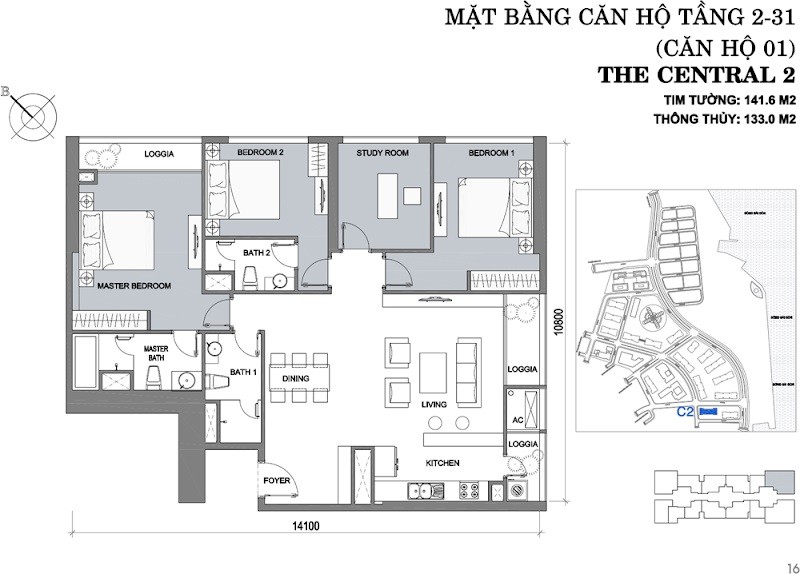 MẶT BẰNG CĂN HỘ TẦNG 2-31
(CĂN HỘ 01)
THE CENTRAL 2
TIM TƯỜNG: 141.6 M2
THÔNG THỦY: 133.0 M2
B
LOGGIA
BEDROOM 2
STUDY ROOM
BEDROOM 1
BATH 2
MASTER BEDROOM
MASTER
BATH
BATH 1
DINING
LIVING
LOGGIA
AC
LOGGIA
KITCHEN
FOYER
10800
14100
C2
16